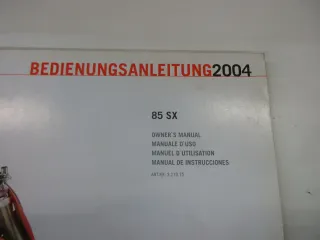 BEDIENUNGSANLEITUNG2004
85 SX
OWNER'S MANUAL
MANUALE D'USO
MANUEL D'UTILISATION
MANUAL DE INSTRUCCIONES